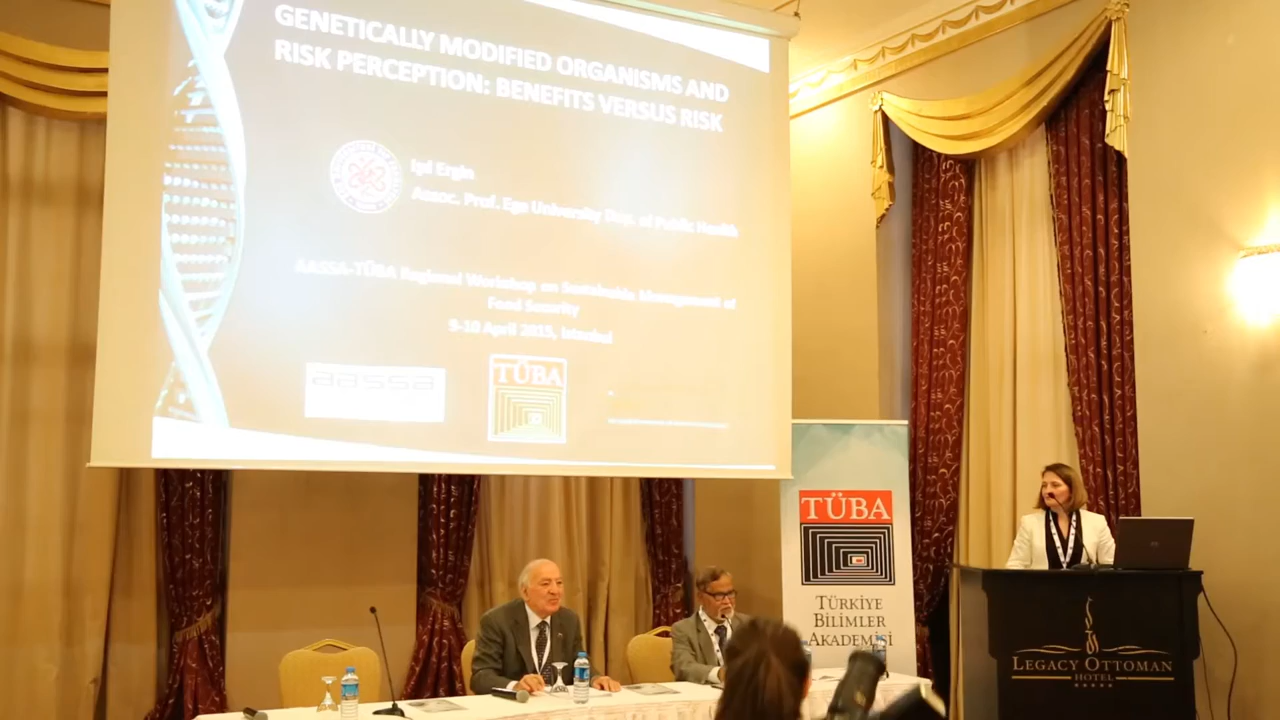 GENETICALLY MODIFIED ORGANISMS AND
RISK PERCEPTION: BENEFITS VERSUS RISK
Işıl Ergin
Assoc. Prof. Ege University Dep. of Public Health
AASSA-TÜBA Regional Workshop on Sustainable Management of
Food Security
9-10 April 2015, Istanbul
aassa
TÜBA
TÜBA
TÜRKİYE
BİLİMLER
AKADEMİSİ
LEGACY OTTOMAN
HOTEL